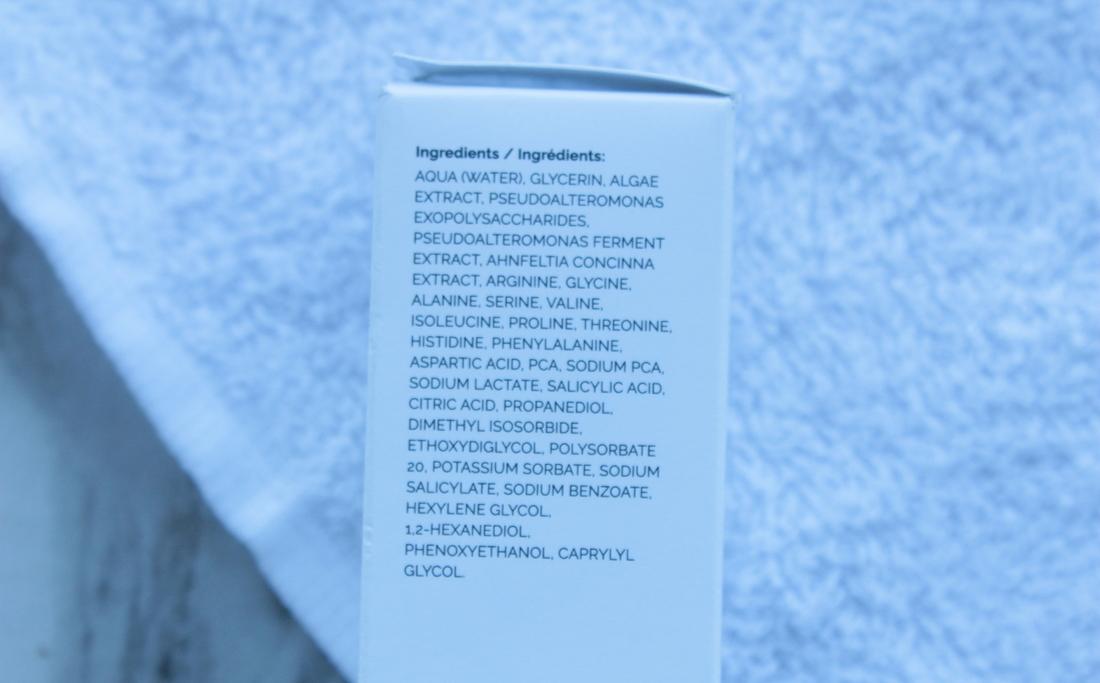 Ingredients / Ingrédients:
AQUA (WATER), GLYCERIN, ALGAE
EXTRACT, PSEUDOALTEROMONAS
EXOPOLYSACCHARIDES,
PSEUDOALTEROMONAS FERMENT
EXTRACT, AHNFELTIA CONCINNA
EXTRACT, ARGININE, GLYCINE,
ALANINE, SERINE, VALINE,
ISOLEUCINE, PROLINE, THREONINE,
HISTIDINE, PHENYLALANINE,
ASPARTIC ACID, PCA, SODIUM PCA,
SODIUM LACTATE, SALICYLIC ACID,
CITRIC ACID, PROPANEDIOL,
DIMETHYL ISOSORBIDE,
ETHOXYDIGLYCOL, POLYSORBATE
20, POTASSIUM SORBATE, SODIUM
SALICYLATE, SODIUM BENZOATE,
HEXYLENE GLYCOL,
1,2-HEXANEDIOL,
PHENOXYETHANOL, CAPRYLYL
GLYCOL.